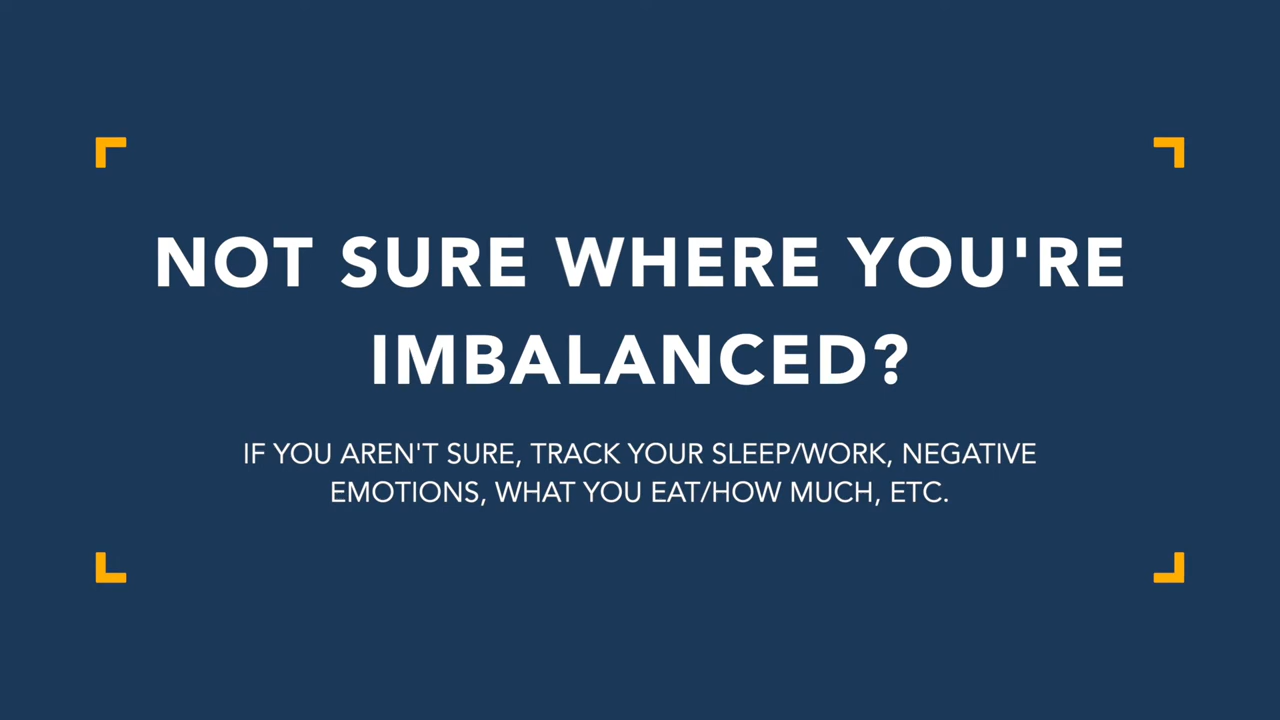 NOT SURE WHERE YOU'RE
IMBALANCED?
IF YOU AREN'T SURE, TRACK YOUR SLEEP/WORK, NEGATIVE
EMOTIONS, WHAT YOU EAT/HOW MUCH, ETC.